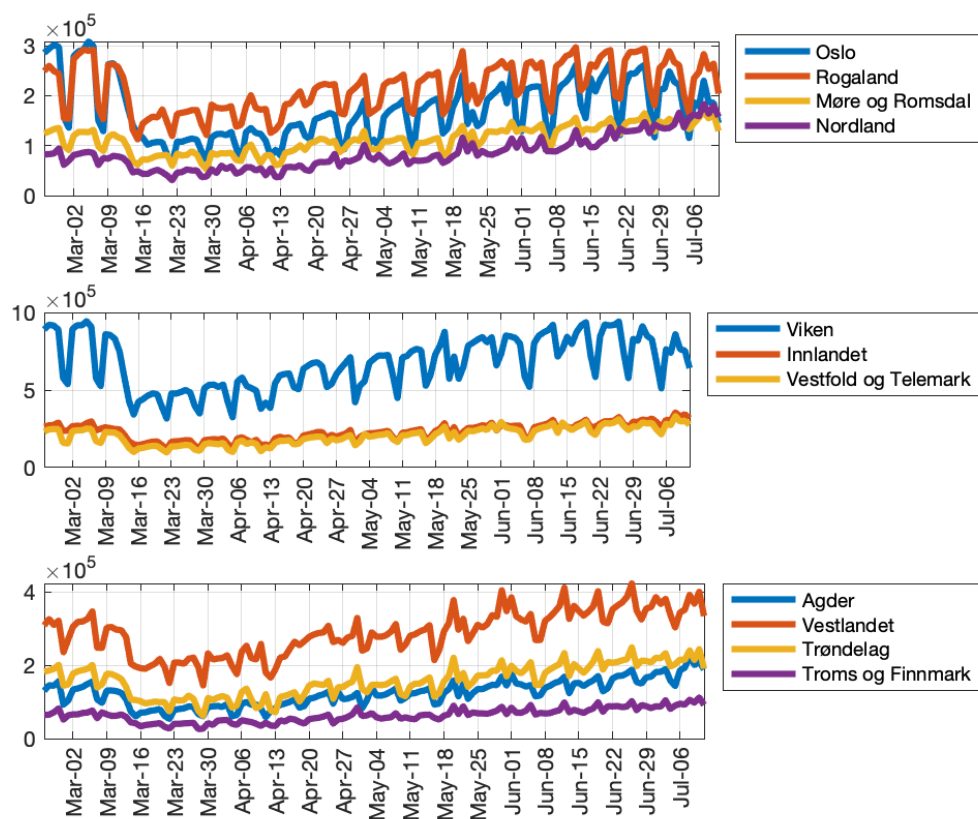 ×10⁵
3
2
1
0
Mar-02
Mar-09
Mar-16
Mar-23
Mar-30
Apr-06
Apr-13
Apr-20
Apr-27
May-04
May-11
May-18
May-25
Jun-01
Jun-08
Jun-15
Jun-22
Jun-29
Jul-06
Oslo
Rogaland
Møre og Romsdal
Nordland
×10⁵
10
5
0
Mar-02
Mar-09
Mar-16
Mar-23
Mar-30
Apr-06
Apr-13
Apr-20
Apr-27
May-04
May-11
May-18
May-25
Jun-01
Jun-08
Jun-15
Jun-22
Jun-29
Jul-06
Viken
Innlandet
Vestfold og Telemark
×10⁵
4
2
0
Mar-02
Mar-09
Mar-16
Mar-23
Mar-30
Apr-06
Apr-13
Apr-20
Apr-27
May-04
May-11
May-18
May-25
Jun-01
Jun-08
Jun-15
Jun-22
Jun-29
Jul-06
Agder
Vestlandet
Trøndelag
Troms og Finnmark